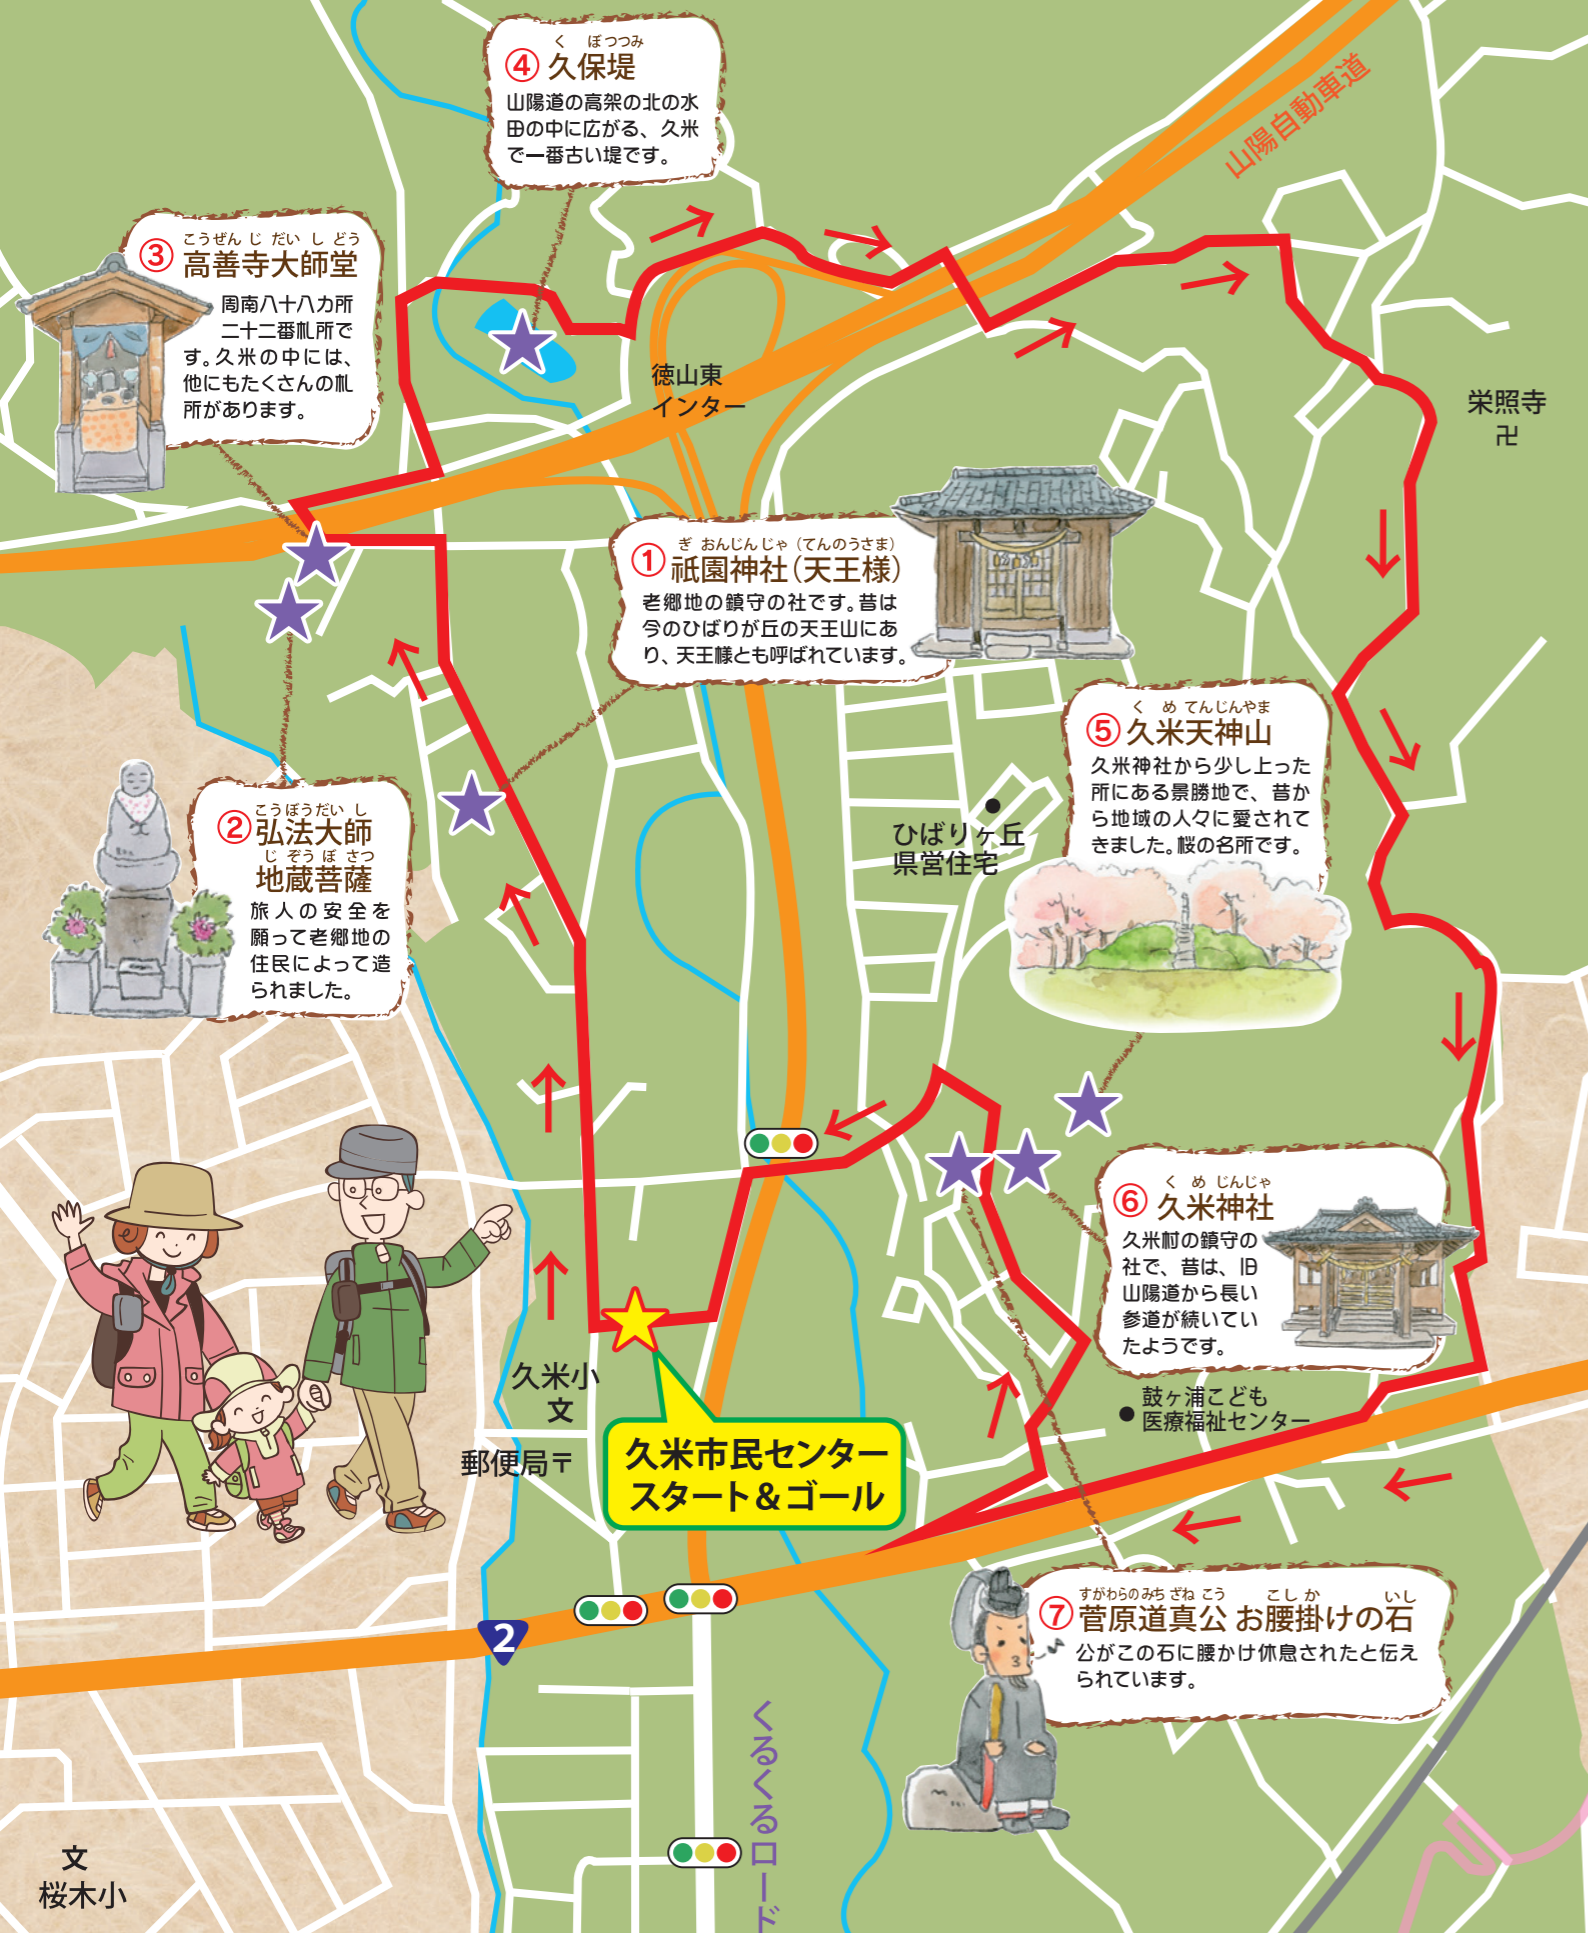 くぼつつみ
④ 久保堤
山陽道の高架の北の水
田の中に広がる、久米
で一番古い堤です。
山陽自動車道
こうぜんじだいしどう
③ 高善寺大師堂
周南八十八カ所
二十二番札所で
す。久米の中には、
他にもたくさんの札
所があります。
徳山東
インター
栄照寺
卍
ぎおんじんじゃ(てんのうさま)
① 祇園神社(天王様)
老郷地の鎮守の社です。昔は
今のひばりが丘の天王山にあ
り、天王様とも呼ばれています。
くめてんじんやま
⑤ 久米天神山
久米神社から少し上った
所にある景勝地で、昔か
ら地域の人々に愛されて
きました。桜の名所です。
こうぼうだいし
② 弘法大師
じぞうぼさつ
地蔵菩薩
旅人の安全を
願って老郷地の
住民によって造
られました。
ひばりヶ丘
県営住宅
くめじんじゃ
⑥ 久米神社
久米村の鎮守の
社で、昔は、旧
山陽道から長い
参道が続いてい
たようです。
久米小
文
郵便局〒
久米市民センター
スタート&ゴール
鼓ヶ浦こども
医療福祉センター
すがわらのみちざねこう こしか いし
⑦ 菅原道真公 お腰掛けの石
公がこの石に腰かけ休息されたと伝え
られています。
2
くるくるロード
文
桜木小